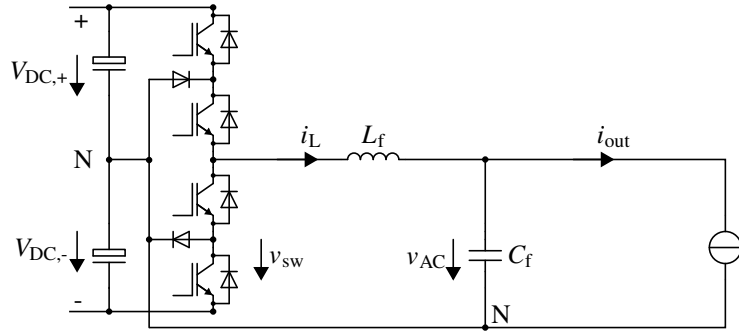 +
V_DC,+
i_L
L_f
i_out
N
V_DC,-
v_sw
v_AC
C_f
-
N